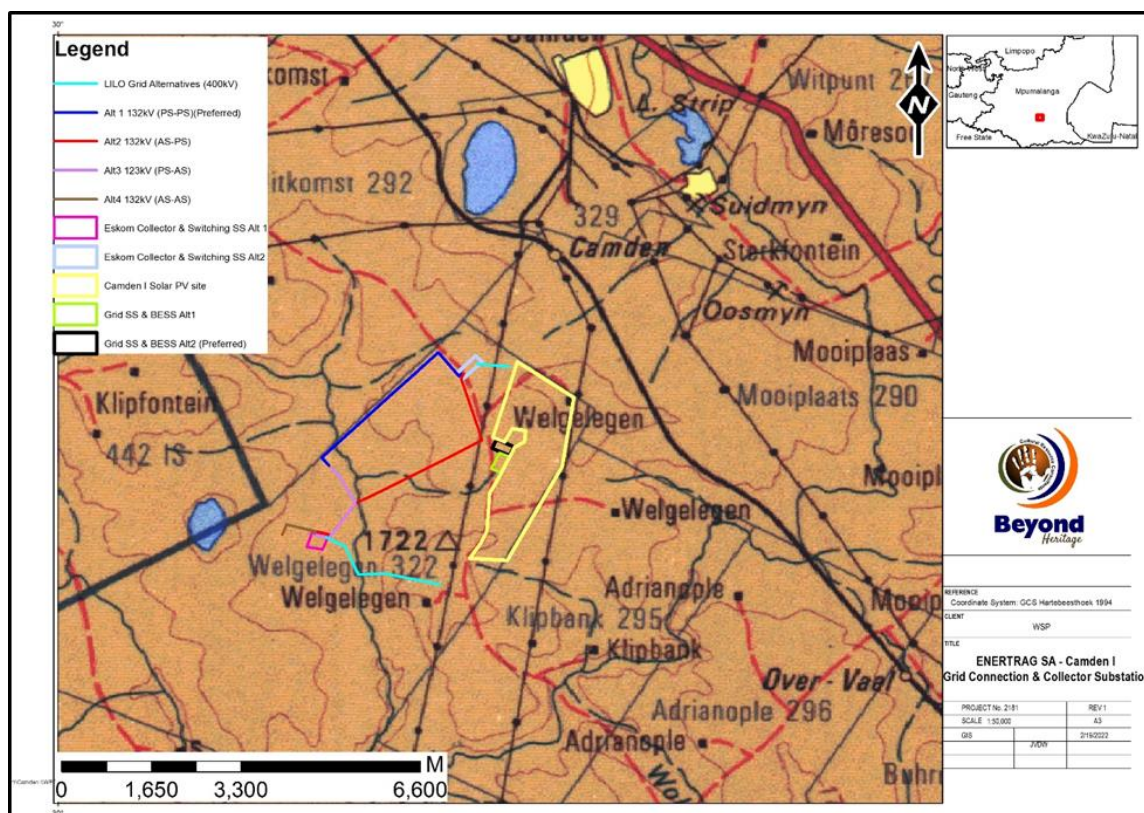 30°
Legend
LILO Grid Alternatives (400kV)
Alt 1 132kV (PS-PS)(Preferred)
Alt2 132kV (AS-PS)
Alt3 123kV (PS-AS)
Alt4 132kV (AS-AS)
Eskom Collector & Switching SS Alt 1
Eskom Collector & Switching SS Alt2
Camden I Solar PV site
Grid SS & BESS Alt1
Grid SS & BESS Alt2 (Preferred)
Witpunt
L. Strip
Môreson
292
329
Suidmyn
Camden
Sterkfontein
Oosmyn
Mooiplaas
Mooiplaats 290
Klipfontein
442 IS
Welgelegen
Welgelegen
1722
Welgelegen 322
Welgelegen
Adrianople
Klipbank 295
Klipbank
Over-Vaal
Adrianople 296
Adrianople
M
0 1,650 3,300 6,600
N
Limpopo
Mpumalanga
Gauteng
Free State
KwaZulu-Natal
Beyond
Heritage
REFERENCE
Coordinate System: GCS Hartebeesthoek 1994
CLIENT
WSP
TITLE
ENERTRAG SA - Camden I
Grid Connection & Collector Substatio
PROJECT No. 2181 REV 1
SCALE 1:50,000 A3
GIS 2/16/2022